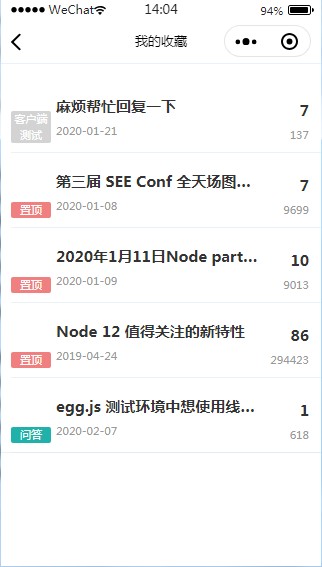 WeChat 14:04 94%
我的收藏
麻烦帮忙回复一下 7
客户端
测试
2020-01-21 137
第三届 SEE Conf 全天场图... 7
置顶 2020-01-08 9699
2020年1月11日Node part... 10
置顶 2020-01-09 9013
Node 12 值得关注的新特性 86
置顶 2019-04-24 294423
egg.js 测试环境中想使用线... 1
问答 2020-02-07 618